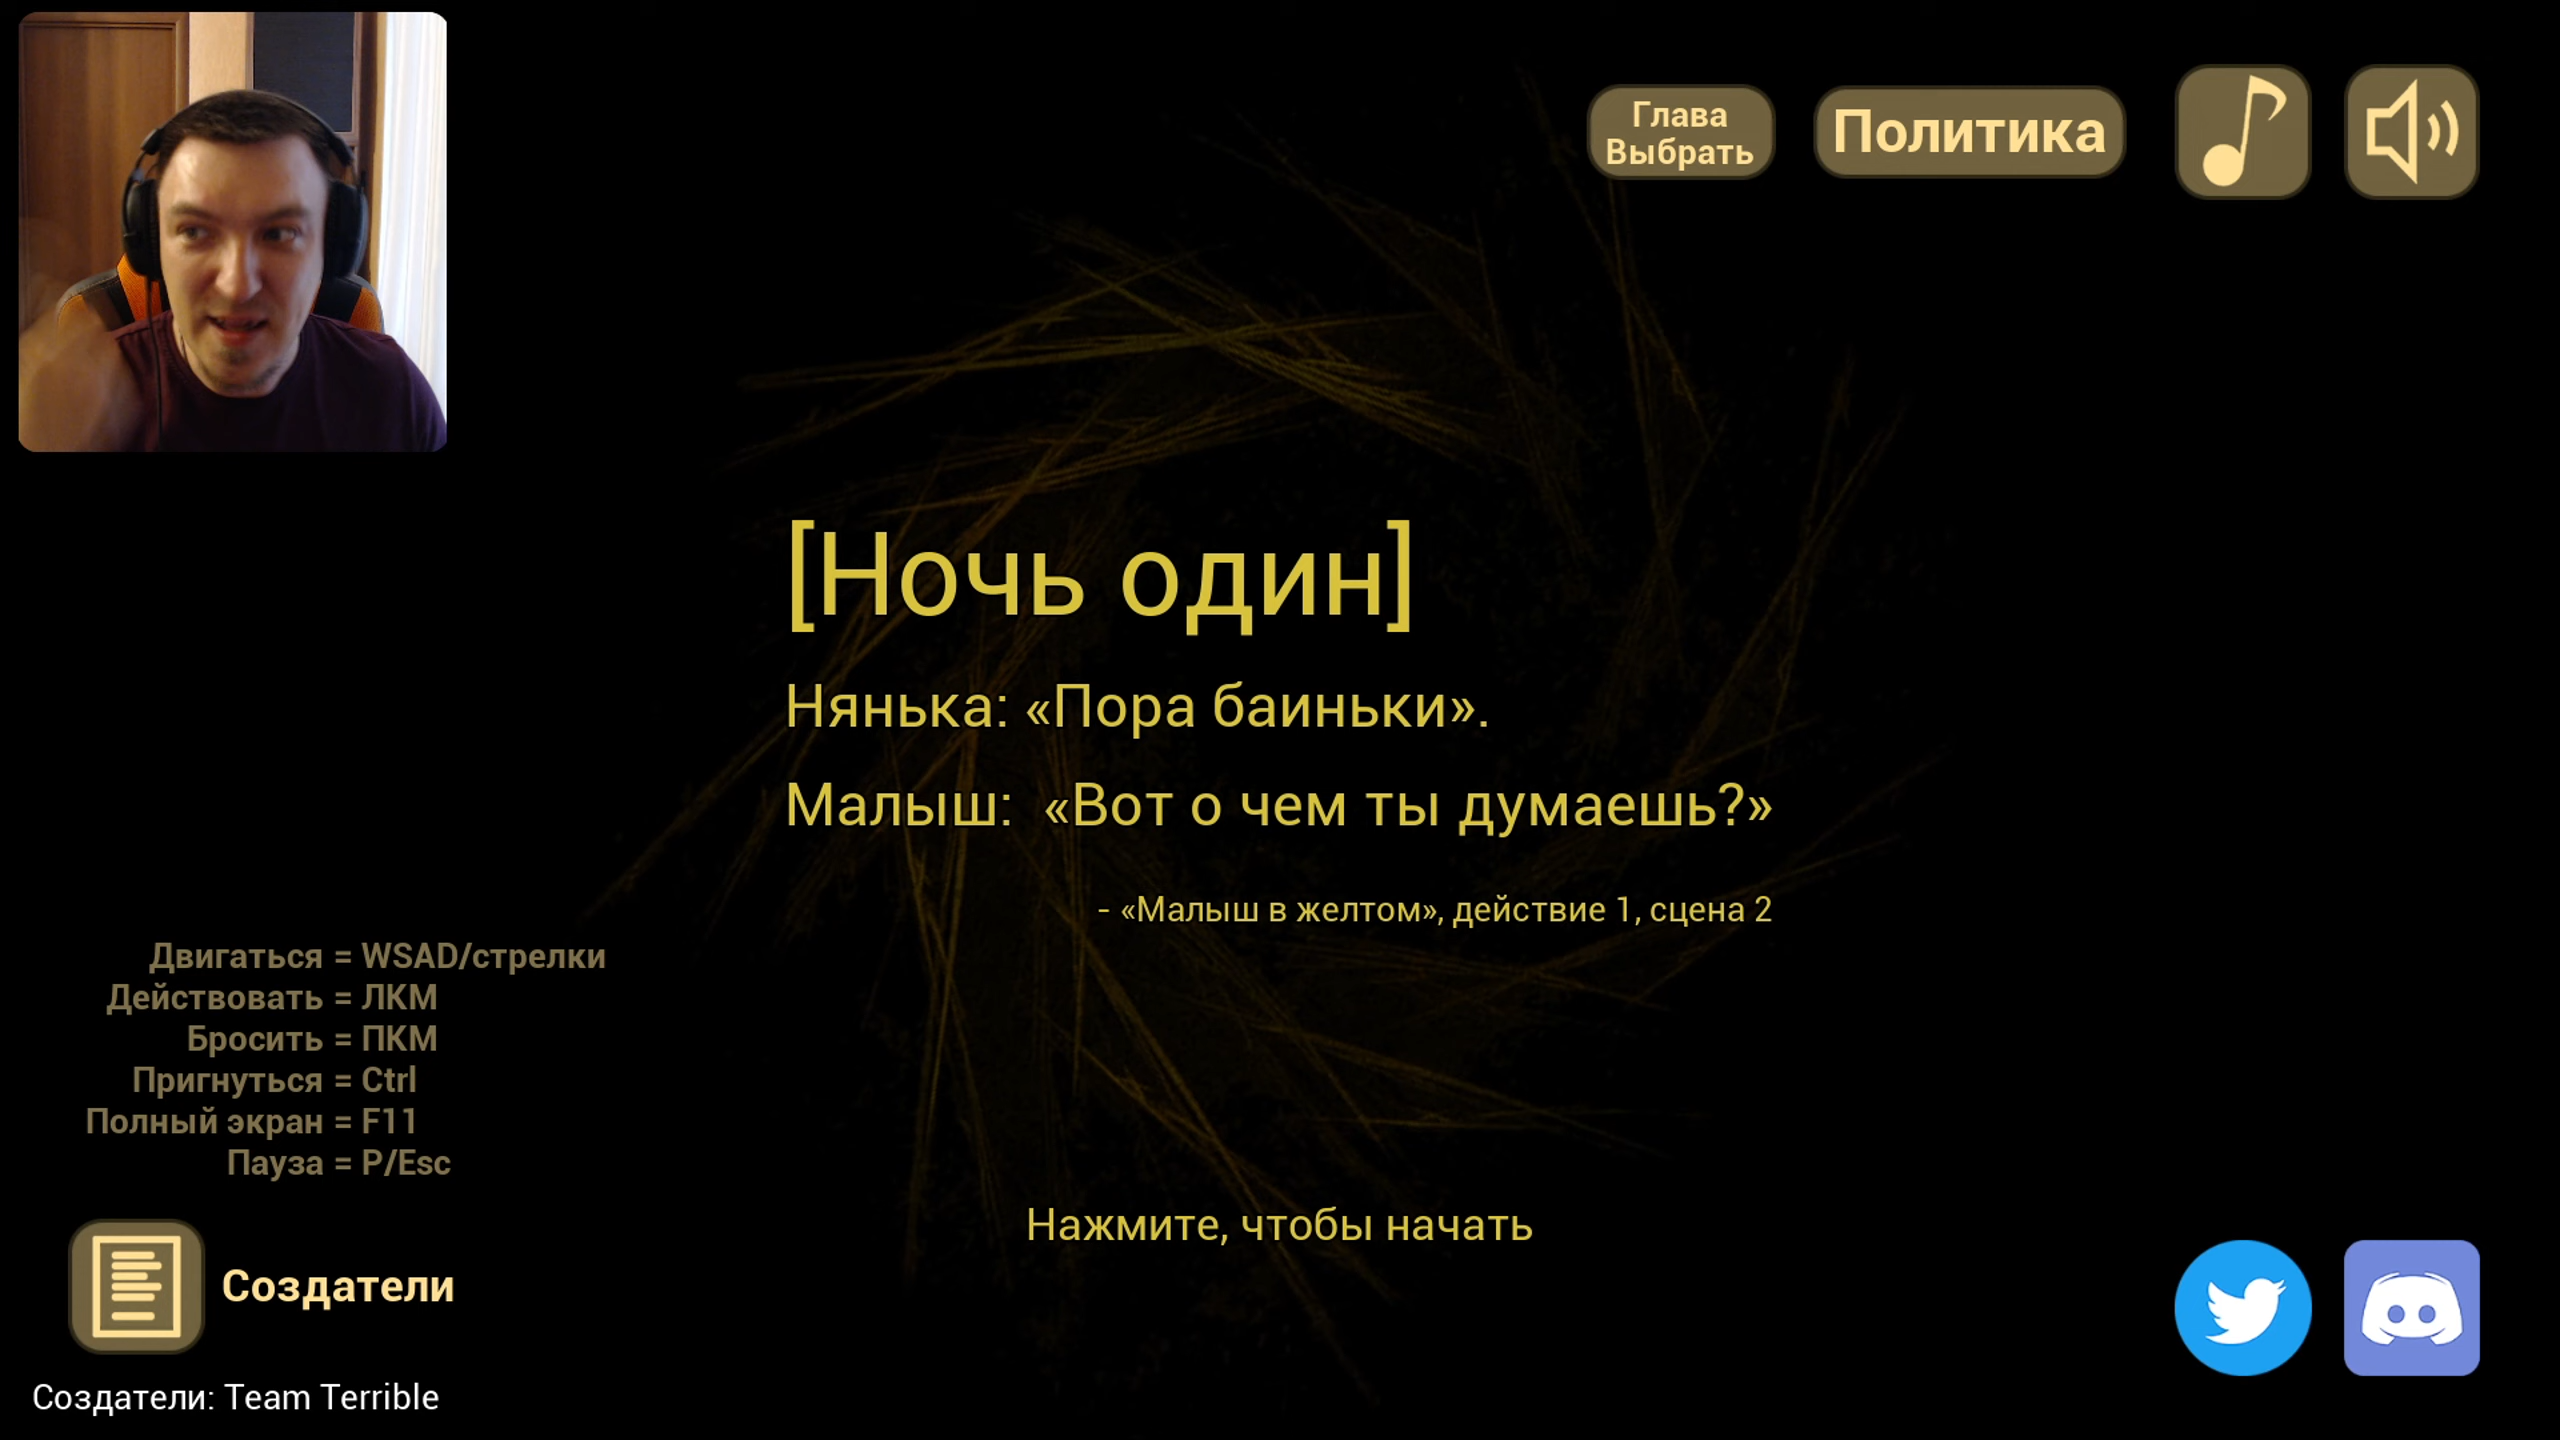 Глава
Выбрать
Политика
[Ночь один]
Нянька: «Пора баиньки».
Малыш:  «Вот о чем ты думаешь?»
- «Малыш в желтом», действие 1, сцена 2
Двигаться = WSAD/стрелки
Действовать = ЛКМ
Бросить = ПКМ
Пригнуться = Ctrl
Полный экран = F11
Пауза = P/Esc
Нажмите, чтобы начать
Создатели
Создатели: Team Terrible